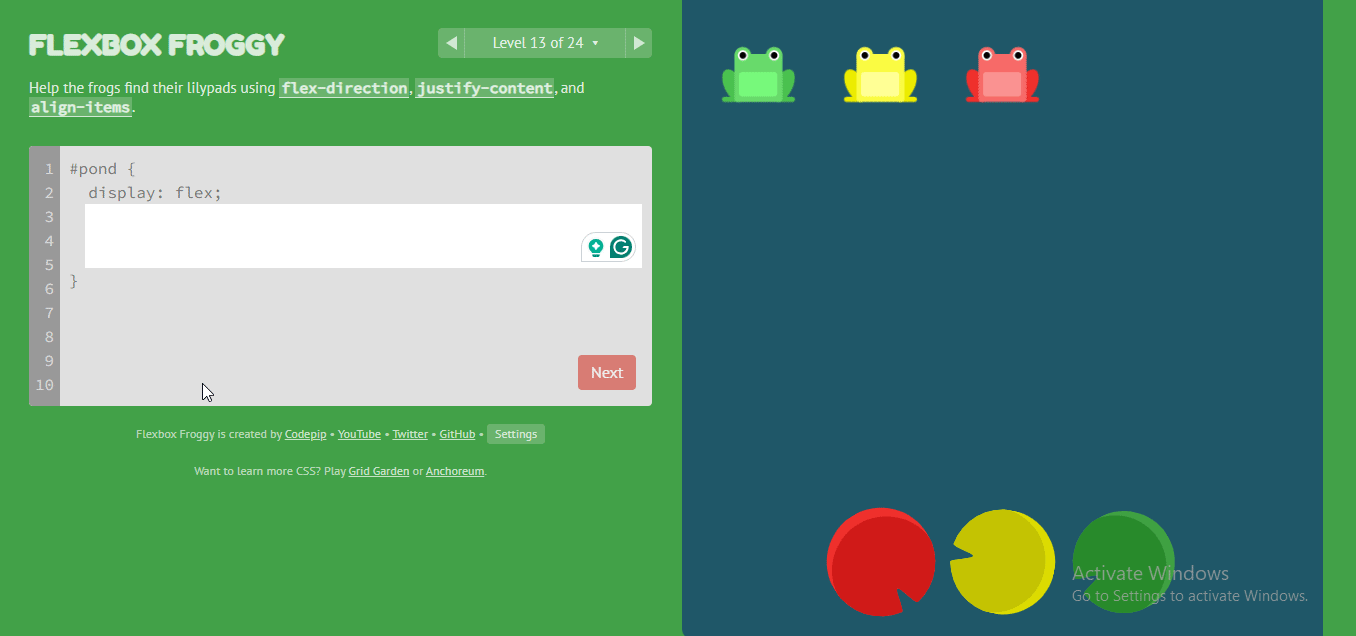 FLEXBOX FROGGY
Level 13 of 24
Help the frogs find their lilypads using flex-direction, justify-content, and
align-items.
1 #pond {
2 display: flex;
3
4
5
}
6
7
8
9
10
Next
Flexbox Froggy is created by Codepip • YouTube • Twitter • GitHub • Settings
Want to learn more CSS? Play Grid Garden or Anchoreum.
Activate Windows
Go to Settings to activate Windows.